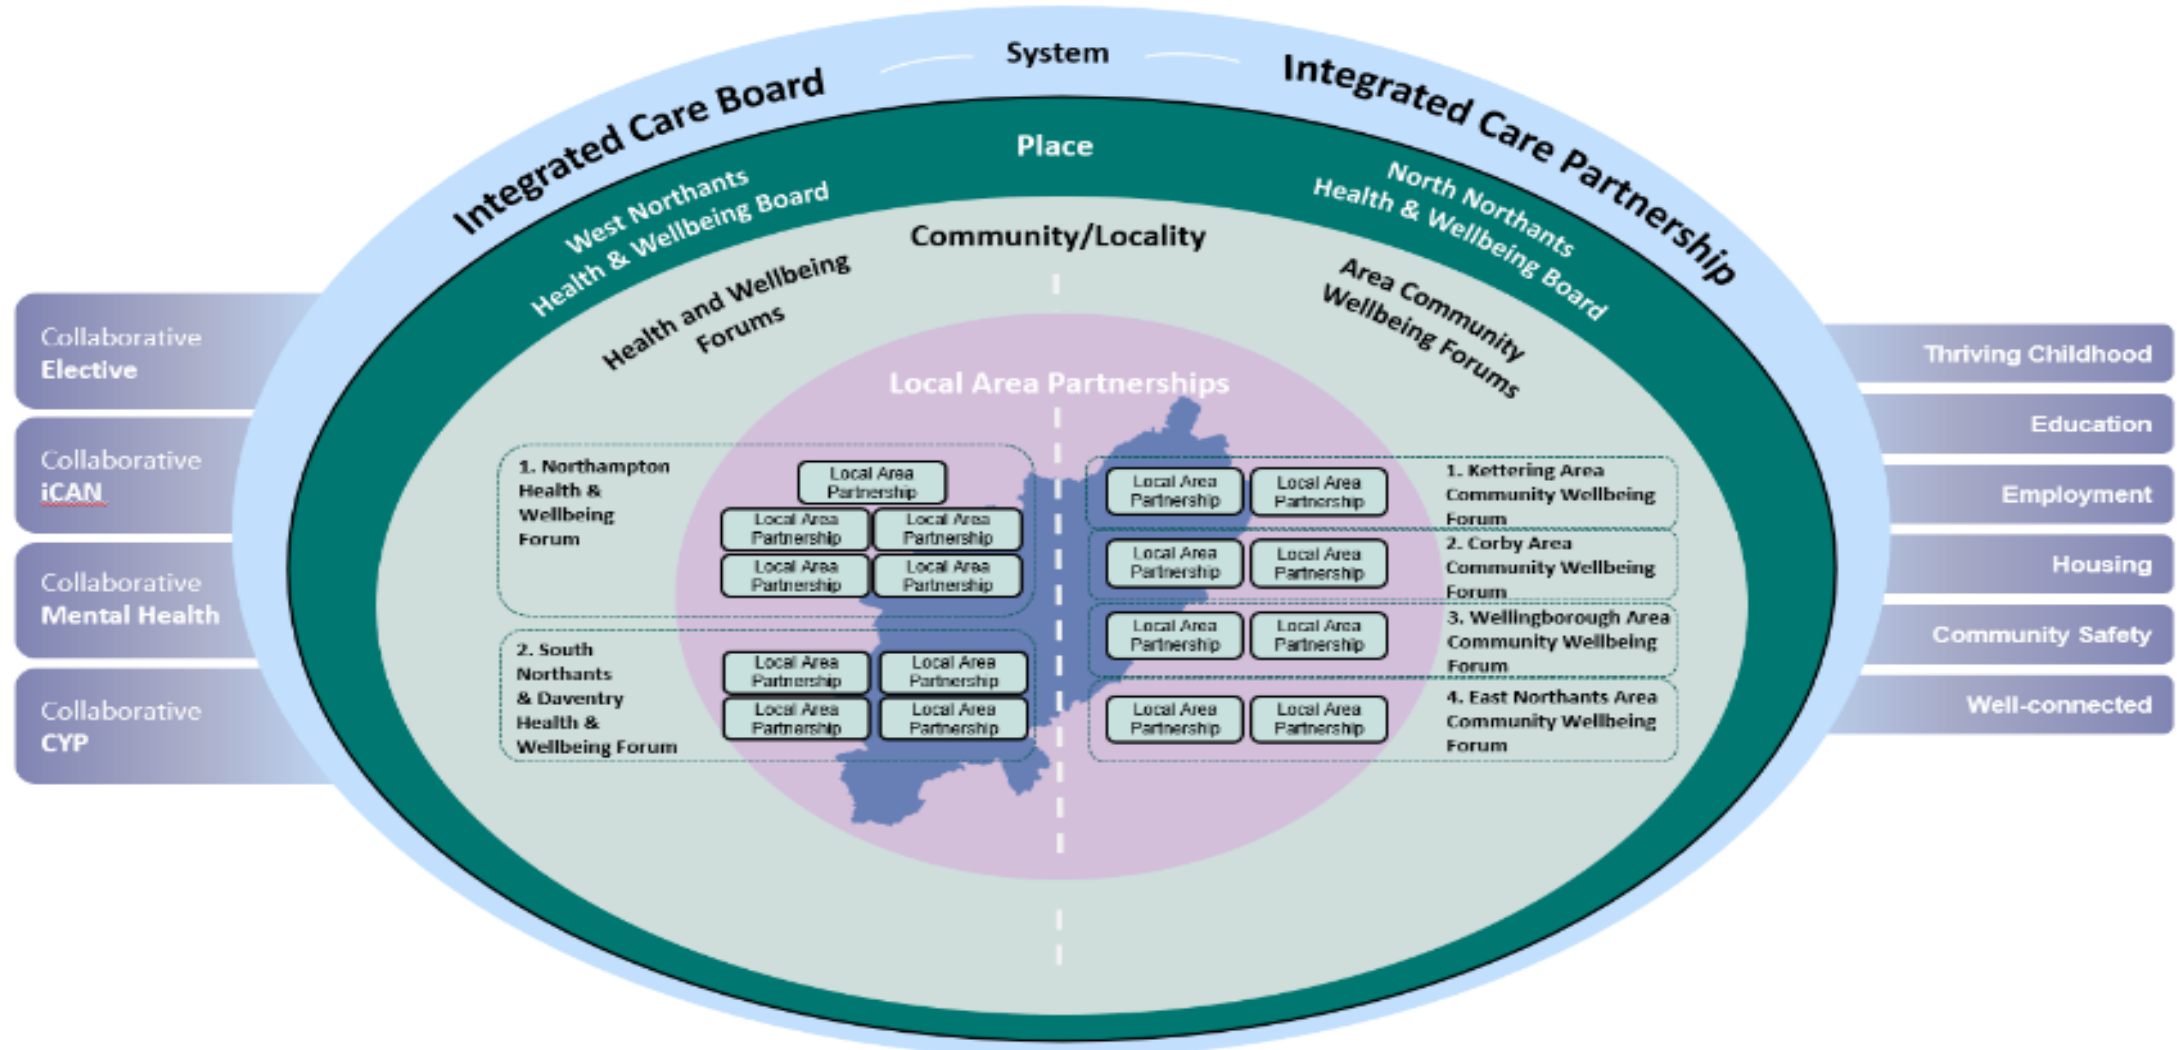 System
Integrated Care Board
Integrated Care Partnership
Place
West Northants
Health & Wellbeing Board
North Northants
Health & Wellbeing Board
Community/Locality
Health and Wellbeing
Forums
Area Community
Wellbeing Forums
Local Area Partnerships
Collaborative
Elective
Collaborative
iCAN
Collaborative
Mental Health
Collaborative
CYP
1. Northampton
Health &
Wellbeing
Forum
Local Area
Partnership
Local Area
Partnership
Local Area
Partnership
Local Area
Partnership
Local Area
Partnership
2. South
Northants
& Daventry
Health &
Wellbeing Forum
Local Area
Partnership
Local Area
Partnership
Local Area
Partnership
Local Area
Partnership
Local Area
Partnership
Local Area
Partnership
1. Kettering Area
Community Wellbeing
Forum
Local Area
Partnership
Local Area
Partnership
2. Corby Area
Community Wellbeing
Forum
Local Area
Partnership
Local Area
Partnership
3. Wellingborough Area
Community Wellbeing
Forum
Local Area
Partnership
Local Area
Partnership
4. East Northants Area
Community Wellbeing
Forum
Thriving Childhood
Education
Employment
Housing
Community Safety
Well-connected